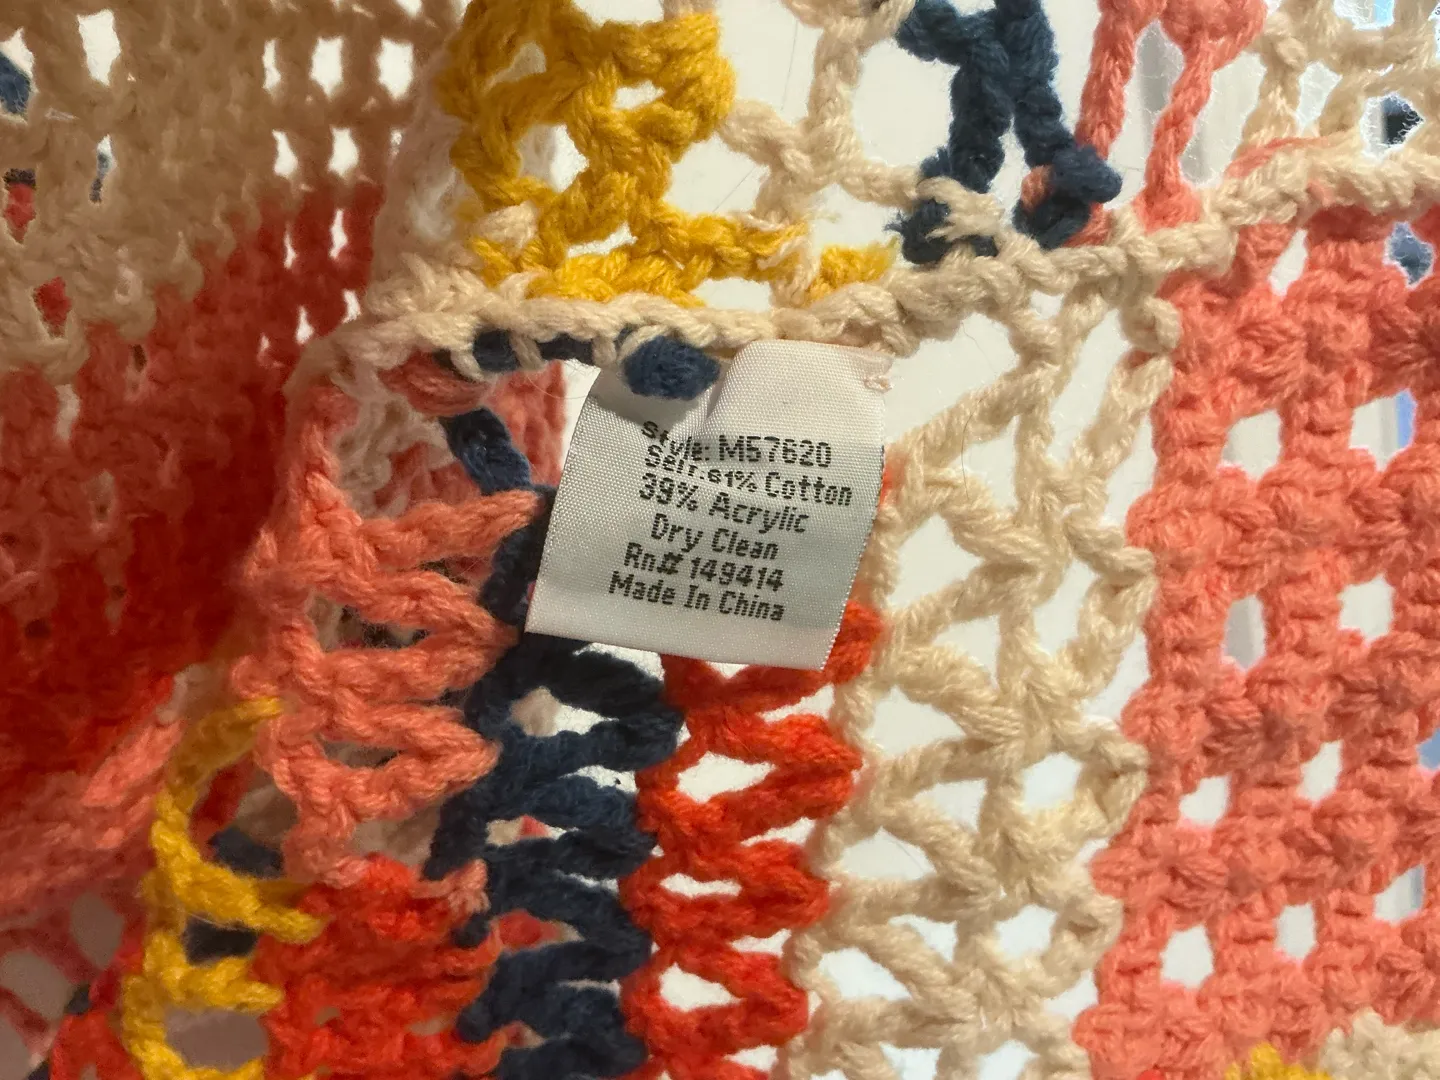 Style: M57620
Self: 61% Cotton
39% Acrylic
Dry Clean
Rn# 149414
Made In China